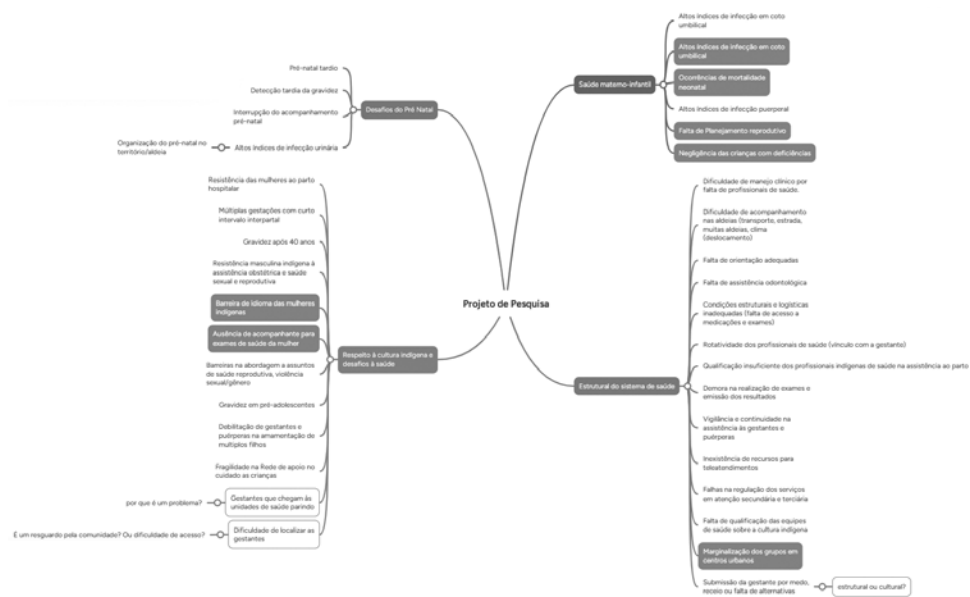 Projeto de Pesquisa
Desafios do Pré Natal
Pré-natal tardio
Detecção tardia da gravidez
Interrupção do acompanhamento
pré-natal
Altos índices de infecção urinária
Organização do pré-natal no
território/aldeia
Respeito à cultura indígena e
desafios à saúde
Resistência das mulheres ao parto
hospitalar
Múltiplas gestações com curto
intervalo interpartal
Gravidez após 40 anos
Resistência masculina indígena à
assistência obstétrica e saúde
sexual e reprodutiva
Barreira de idioma das mulheres
indígenas
Ausência de acompanhante para
exames de saúde da mulher
Barreiras na abordagem a assuntos
de saúde reprodutiva, violência
sexual/gênero
Gravidez em pré-adolescentes
Debilitação de gestantes e
puérperas na amamentação de
multiplos filhos
Fragilidade na Rede de apoio no
cuidado as crianças
Gestantes que chegam às
unidades de saúde parindo
por que é um problema?
Dificuldade de localizar as
gestantes
É um resguardo pela comunidade? Ou dificuldade de acesso?
Saúde materno-infantil
Altos índices de infecção em coto
umbilical
Altos índices de infecção em coto
umbilical
Ocorrências de mortalidade
neonatal
Altos índices de infecção puerperal
Falta de Planejamento reprodutivo
Negligência das crianças com deficiências
Estrutural do sistema de saúde
Dificuldade de manejo clínico por
falta de profissionais de saúde.
Dificuldade de acompanhamento
nas aldeias (transporte, estrada,
muitas aldeias, clima
(deslocamento)
Falta de orientação adequadas
Falta de assistência odontológica
Condições estruturais e logísticas
inadequadas (falta de acesso a
medicações e exames)
Rotatividade dos profissionais de saúde (vínculo com a gestante)
Qualificação insuficiente dos profissionais indígenas de saúde na assistência ao parto
Demora na realização de exames e
emissão dos resultados
Vigilância e continuidade na
assistência às gestantes e
puérperas
Inexistência de recursos para
teleatendimentos
Falhas na regulação dos serviços
em atenção secundária e terciária
Falta de qualificação das equipes
de saúde sobre a cultura indígena
Marginalização dos grupos em
centros urbanos
Submissão da gestante por medo,
receio ou falta de alternativas
estrutural ou cultural?